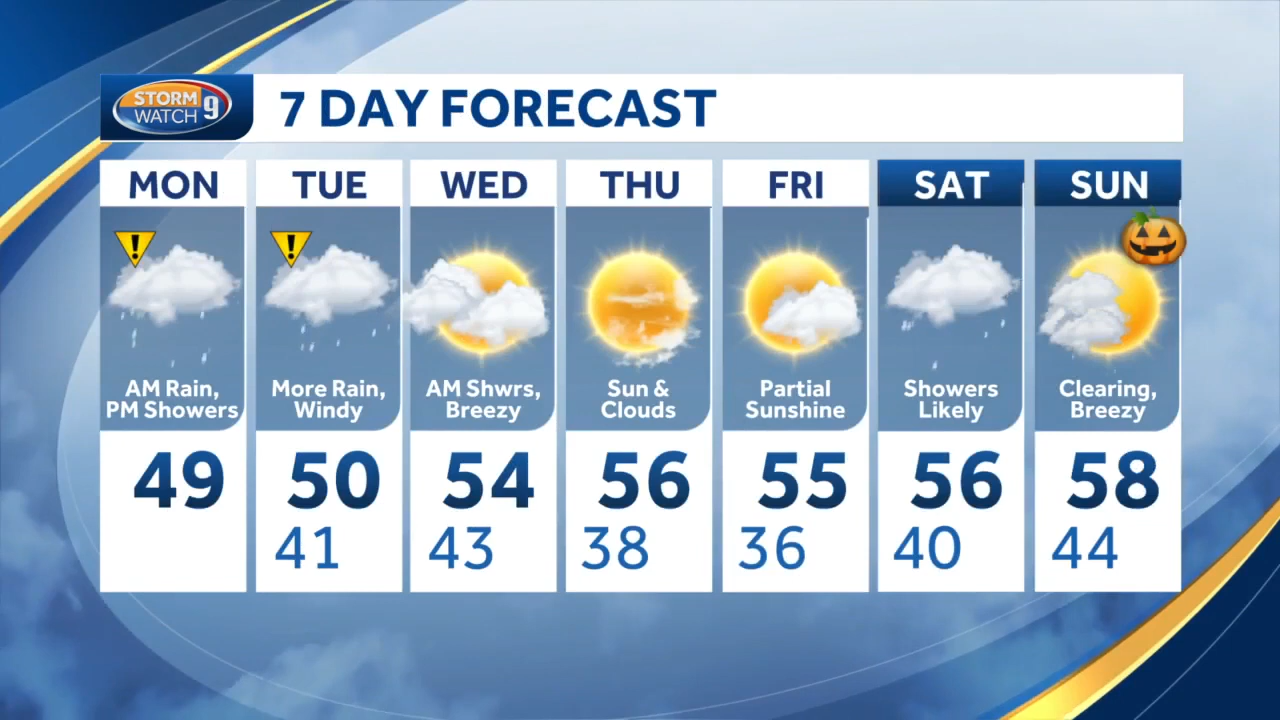 STORM
WATCH 9
7 DAY FORECAST
MON
TUE
WED
THU
FRI
SAT
SUN
!
!
AM Rain,
PM Showers
More Rain,
Windy
AM Shwrs,
Breezy
Sun &
Clouds
Partial
Sunshine
Showers
Likely
Clearing,
Breezy
49
50
54
56
55
56
58
41
43
38
36
40
44